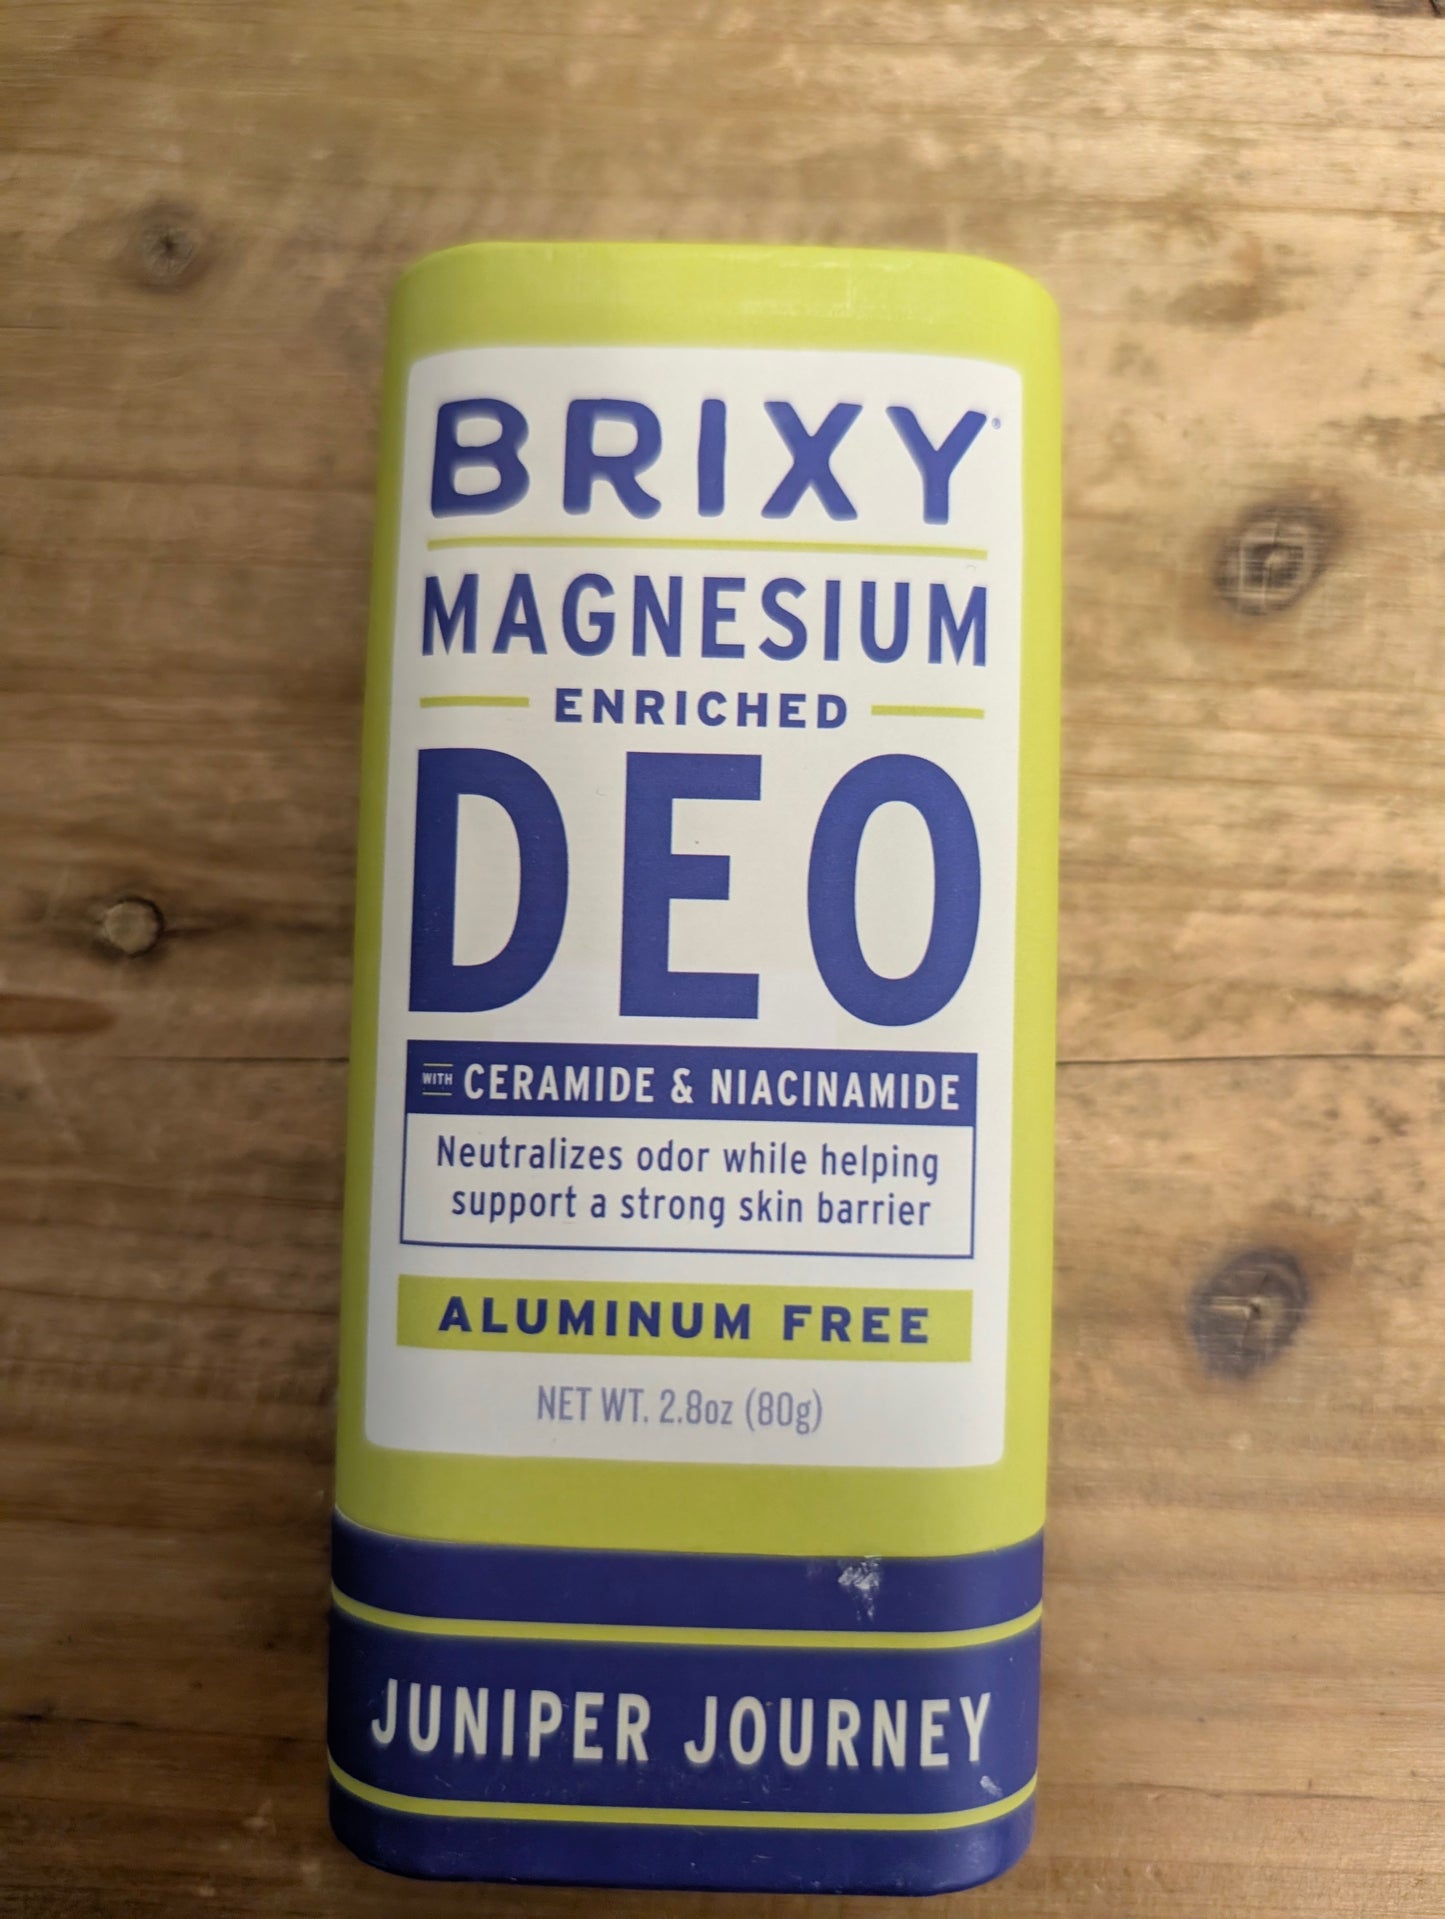 BRIXY®
MAGNESIUM
ENRICHED
DEO
WITH CERAMIDE & NIACINAMIDE
Neutralizes odor while helping
support a strong skin barrier
ALUMINUM FREE
NET WT. 2.8oz (80g)
JUNIPER JOURNEY